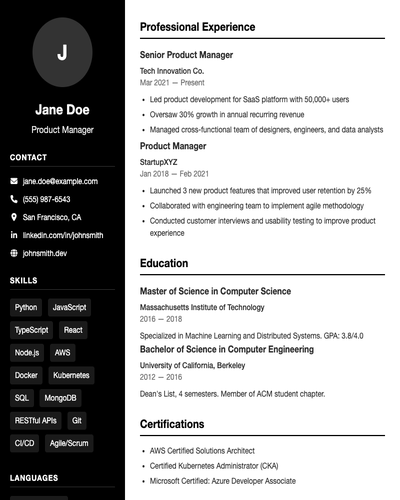 J
Jane Doe
Product Manager
CONTACT
jane.doe@example.com
(555) 987-6543
San Francisco, CA
linkedin.com/in/johnsmith
johnsmith.dev
SKILLS
Python JavaScript
TypeScript React
Node.js AWS
Docker Kubernetes
SQL MongoDB
RESTful APIs Git
CI/CD Agile/Scrum
LANGUAGES
Professional Experience
Senior Product Manager
Tech Innovation Co.
Mar 2021 — Present
• Led product development for SaaS platform with 50,000+ users
• Oversaw 30% growth in annual recurring revenue
• Managed cross-functional team of designers, engineers, and data analysts
Product Manager
StartupXYZ
Jan 2018 — Feb 2021
• Launched 3 new product features that improved user retention by 25%
• Collaborated with engineering team to implement agile methodology
• Conducted customer interviews and usability testing to improve product
experience
Education
Master of Science in Computer Science
Massachusetts Institute of Technology
2016 — 2018
Specialized in Machine Learning and Distributed Systems. GPA: 3.8/4.0
Bachelor of Science in Computer Engineering
University of California, Berkeley
2012 — 2016
Dean's List, 4 semesters. Member of ACM student chapter.
Certifications
• AWS Certified Solutions Architect
• Certified Kubernetes Administrator (CKA)
• Microsoft Certified: Azure Developer Associate